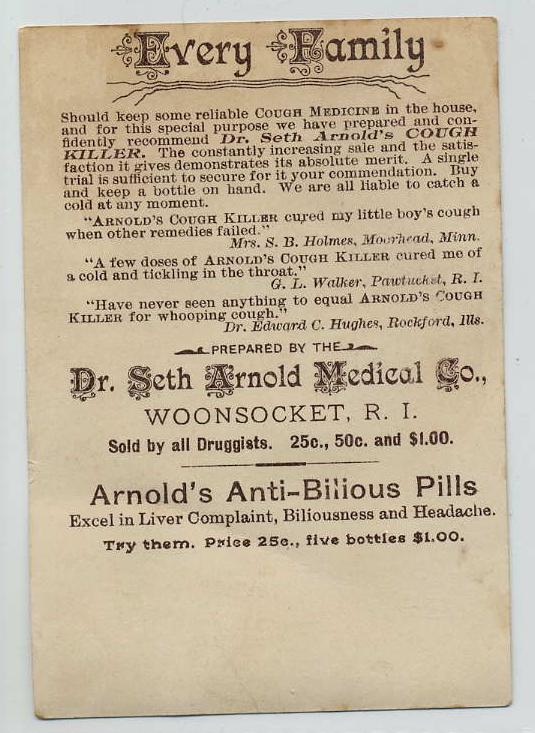 Every Family
Should keep some reliable COUGH MEDICINE in the house,
and for this special purpose we have prepared and con-
fidently recommend Dr. Seth Arnold's COUGH
KILLER. The constantly increasing sale and the satis-
faction it gives demonstrates its absolute merit. A single
trial is sufficient to secure for it your commendation. Buy
and keep a bottle on hand. We are all liable to catch a
cold at any moment.
"ARNOLD'S COUGH KILLER cured my little boy's cough
when other remedies failed."
Mrs. S. B. Holmes, Moorhead, Minn.
"A few doses of ARNOLD'S COUGH KILLER cured me of
a cold and tickling in the throat."
G. L. Walker, Pawtucket, R. I.
"Have never seen anything to equal ARNOLD'S COUGH
KILLER for whooping cough."
Dr. Edward C. Hughes, Rockford, Ills.
PREPARED BY THE
Dr. Seth Arnold Medical Co.,
WOONSOCKET, R. I.
Sold by all Druggists. 25c., 50c. and $1.00.
Arnold's Anti-Bilious Pills
Excel in Liver Complaint, Biliousness and Headache.
Try them. Price 25c., five bottles $1.00.